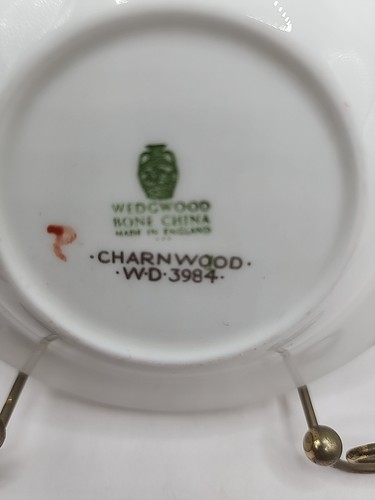 WEDGWOOD
BONE CHINA
MADE IN ENGLAND
·CHARNWOOD·
·W·D·3984·